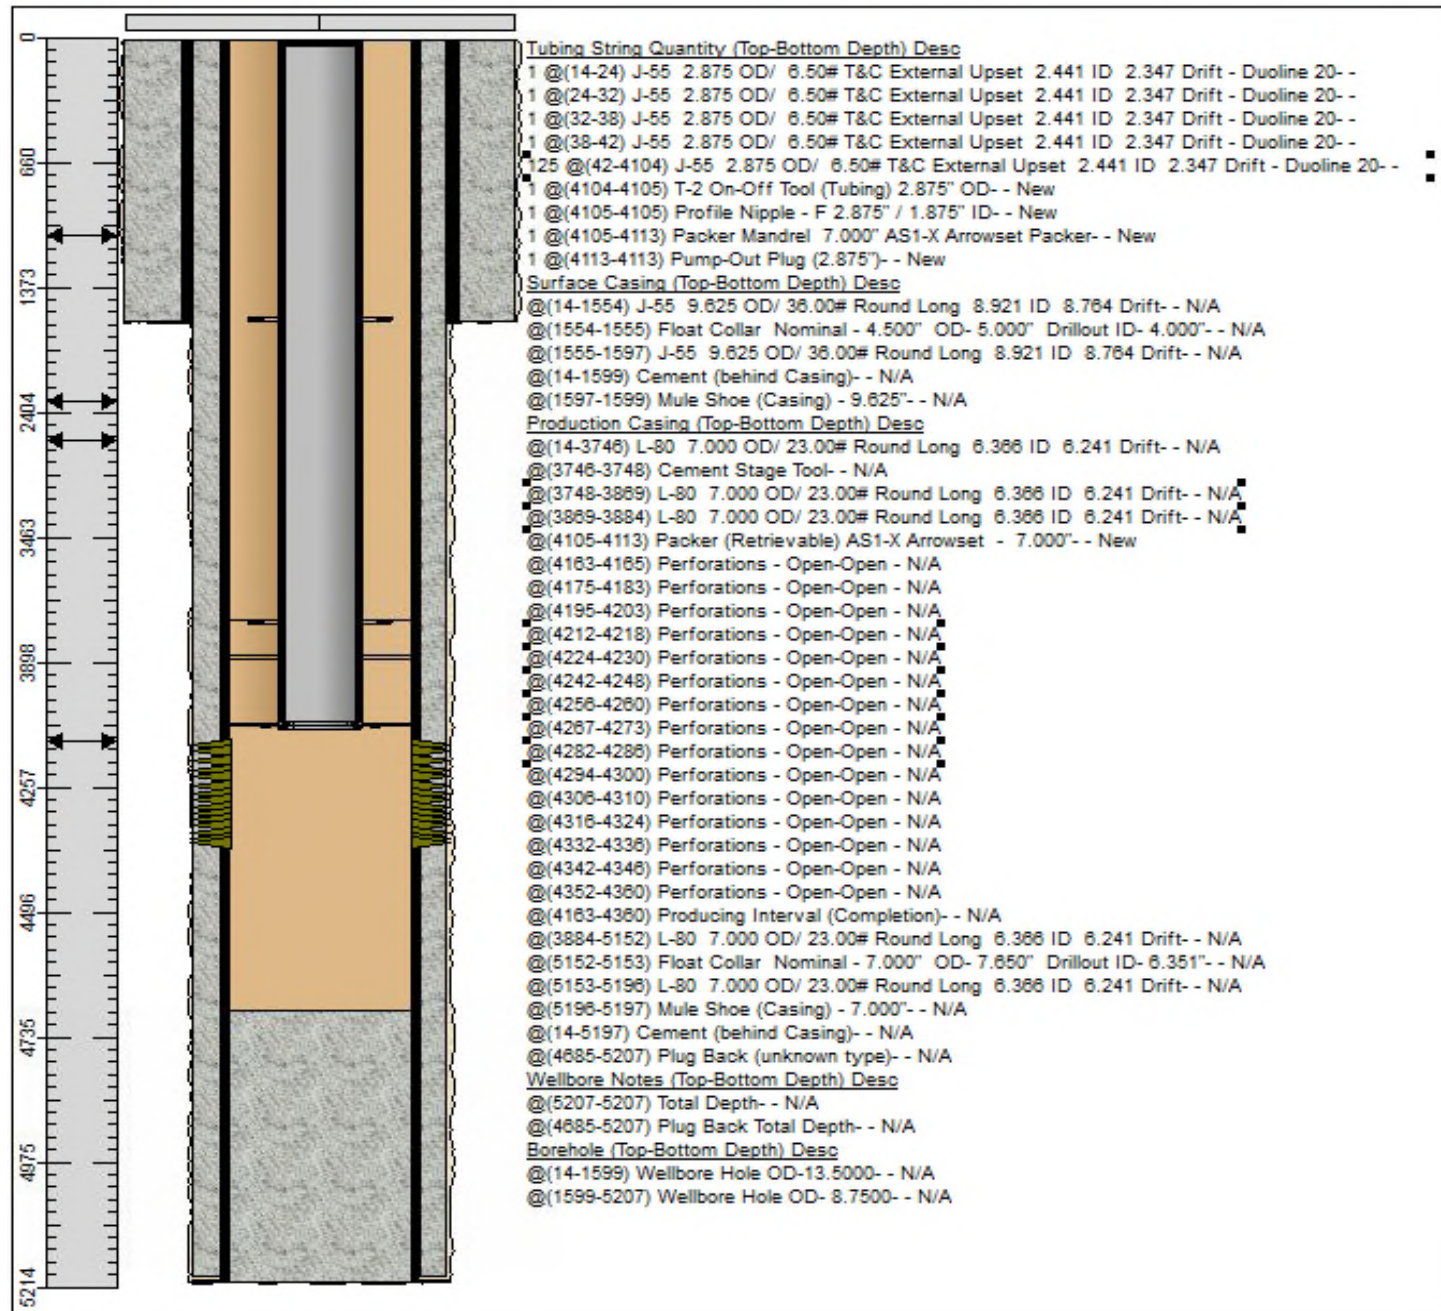 0
660
1373
2404
3463
3898
4257
4496
4735
4975
5214
Tubing String Quantity (Top-Bottom Depth) Desc
1 @(14-24) J-55 2.875 OD/ 6.50# T&C External Upset 2.441 ID 2.347 Drift - Duoline 20- -
1 @(24-32) J-55 2.875 OD/ 6.50# T&C External Upset 2.441 ID 2.347 Drift - Duoline 20- -
1 @(32-38) J-55 2.875 OD/ 6.50# T&C External Upset 2.441 ID 2.347 Drift - Duoline 20- -
1 @(38-42) J-55 2.875 OD/ 6.50# T&C External Upset 2.441 ID 2.347 Drift - Duoline 20- -
125 @(42-4104) J-55 2.875 OD/ 6.50# T&C External Upset 2.441 ID 2.347 Drift - Duoline 20- -
1 @(4104-4105) T-2 On-Off Tool (Tubing) 2.875" OD- - New
1 @(4105-4105) Profile Nipple - F 2.875" / 1.875" ID- - New
1 @(4105-4113) Packer Mandrel 7.000" AS1-X Arrowset Packer- - New
1 @(4113-4113) Pump-Out Plug (2.875")- - New
Surface Casing (Top-Bottom Depth) Desc
@(14-1554) J-55 9.625 OD/ 36.00# Round Long 8.921 ID 8.764 Drift- - N/A
@(1554-1555) Float Collar Nominal - 4.500" OD- 5.000" Drillout ID- 4.000"- - N/A
@(1555-1597) J-55 9.625 OD/ 36.00# Round Long 8.921 ID 8.764 Drift- - N/A
@(14-1599) Cement (behind Casing)- - N/A
@(1597-1599) Mule Shoe (Casing) - 9.625"- - N/A
Production Casing (Top-Bottom Depth) Desc
@(14-3746) L-80 7.000 OD/ 23.00# Round Long 6.366 ID 6.241 Drift- - N/A
@(3746-3748) Cement Stage Tool- - N/A
@(3748-3869) L-80 7.000 OD/ 23.00# Round Long 6.366 ID 6.241 Drift- - N/A
@(3869-3884) L-80 7.000 OD/ 23.00# Round Long 6.366 ID 6.241 Drift- - N/A
@(4105-4113) Packer (Retrievable) AS1-X Arrowset - 7.000"- - New
@(4163-4165) Perforations - Open-Open - N/A
@(4175-4183) Perforations - Open-Open - N/A
@(4195-4203) Perforations - Open-Open - N/A
@(4212-4218) Perforations - Open-Open - N/A
@(4224-4230) Perforations - Open-Open - N/A
@(4242-4248) Perforations - Open-Open - N/A
@(4256-4260) Perforations - Open-Open - N/A
@(4267-4273) Perforations - Open-Open - N/A
@(4282-4286) Perforations - Open-Open - N/A
@(4294-4300) Perforations - Open-Open - N/A
@(4306-4310) Perforations - Open-Open - N/A
@(4316-4324) Perforations - Open-Open - N/A
@(4332-4336) Perforations - Open-Open - N/A
@(4342-4346) Perforations - Open-Open - N/A
@(4352-4360) Perforations - Open-Open - N/A
@(4163-4360) Producing Interval (Completion)- - N/A
@(3884-5152) L-80 7.000 OD/ 23.00# Round Long 6.366 ID 6.241 Drift- - N/A
@(5152-5153) Float Collar Nominal - 7.000" OD- 7.650" Drillout ID- 6.351"- - N/A
@(5153-5196) L-80 7.000 OD/ 23.00# Round Long 6.366 ID 6.241 Drift- - N/A
@(5196-5197) Mule Shoe (Casing) - 7.000"- - N/A
@(14-5197) Cement (behind Casing)- - N/A
@(4685-5207) Plug Back (unknown type)- - N/A
Wellbore Notes (Top-Bottom Depth) Desc
@(5207-5207) Total Depth- - N/A
@(4685-5207) Plug Back Total Depth- - N/A
Borehole (Top-Bottom Depth) Desc
@(14-1599) Wellbore Hole OD-13.5000- - N/A
@(1599-5207) Wellbore Hole OD- 8.7500- - N/A